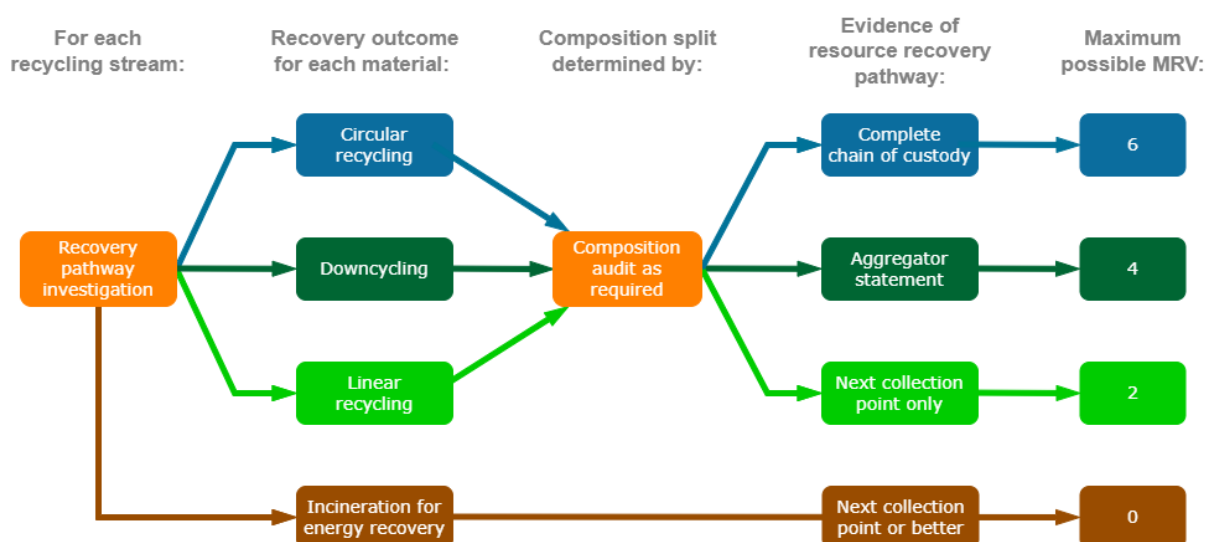 For each
recycling stream:
Recovery outcome
for each material:
Composition split
determined by:
Evidence of
resource recovery
pathway:
Maximum
possible MRV:
Circular
recycling
Complete
chain of custody
6
Recovery
pathway
investigation
Downcycling
Composition
audit as
required
Aggregator
statement
4
Linear
recycling
Next collection
point only
2
Incineration for
energy recovery
Next collection
point or better
0